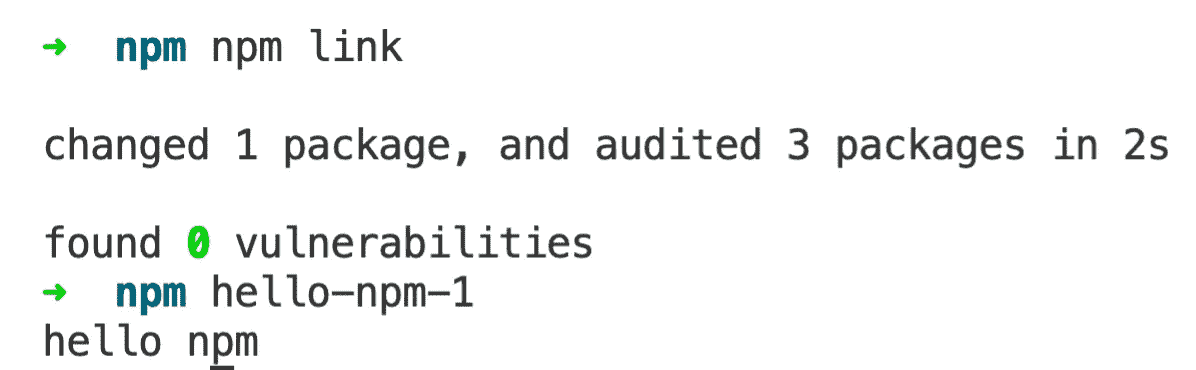 ➜  npm npm link
changed 1 package, and audited 3 packages in 2s
found 0 vulnerabilities
➜  npm hello-npm-1
hello npm